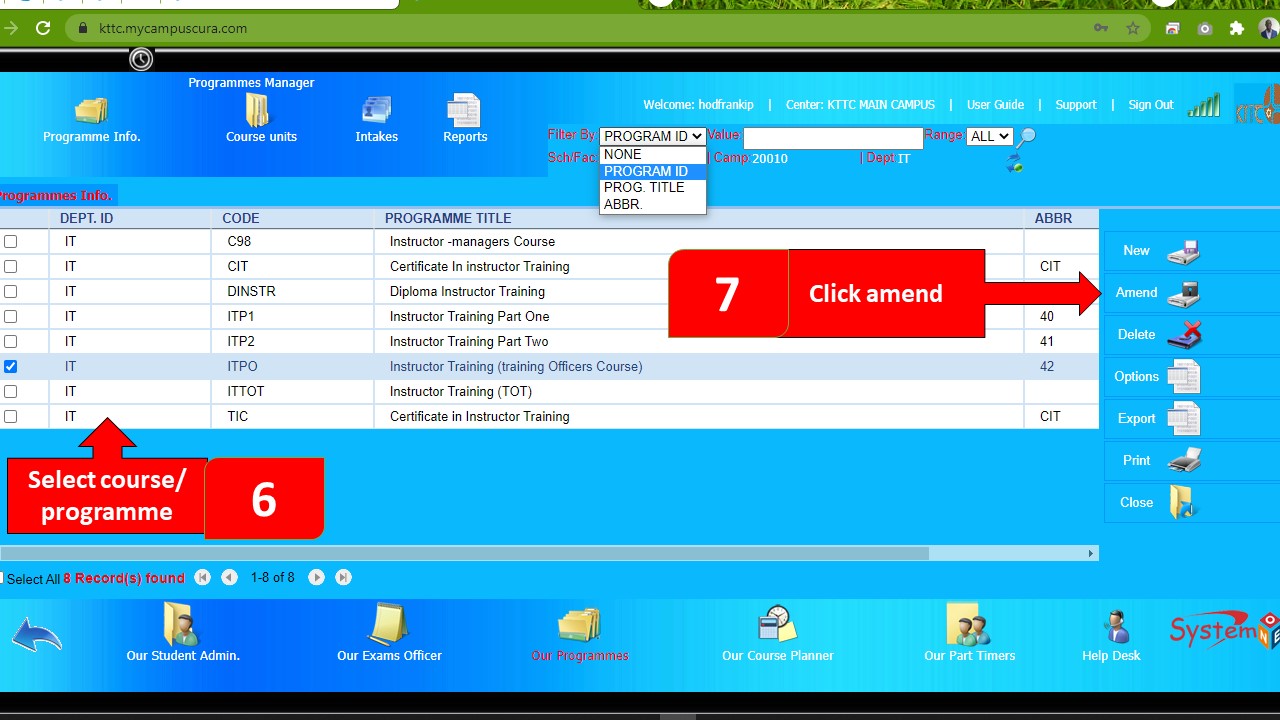 kttc.mycampuscura.com
Programmes Manager
Programme Info.
Course units
Intakes
Reports
Welcome: hodfrankip | Center: KTTC MAIN CAMPUS | User Guide | Support | Sign Out
KTTC
Filter By: PROGRAM ID Value: Range: ALL
NONE
PROGRAM ID
PROG. TITLE
ABBR.
Sch/Fac: | Camp 20010 | Dept IT
Programmes Info.
DEPT. ID CODE PROGRAMME TITLE ABBR
IT C98 Instructor -managers Course
IT CIT Certificate In instructor Training CIT
IT DINSTR Diploma Instructor Training
IT ITP1 Instructor Training Part One 40
IT ITP2 Instructor Training Part Two 41
IT ITPO Instructor Training (training Officers Course) 42
IT ITTOT Instructor Training (TOT)
IT TIC Certificate in Instructor Training CIT
7 Click amend
New
Amend
Delete
Options
Export
Print
Close
Select course/
programme
6
Select All 8 Record(s) found 1-8 of 8
Our Student Admin.
Our Exams Officer
Our Programmes
Our Course Planner
Our Part Timers
Help Desk
System